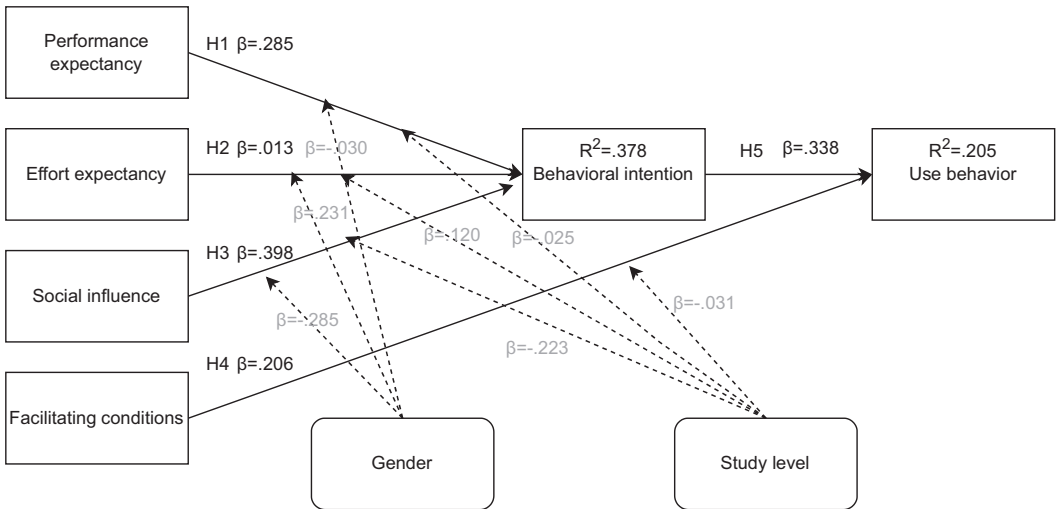 Performance
expectancy
H1 β=.285
Effort expectancy
H2 β=.013
β=-.030
R²=.378
Behavioral intention
H5 β=.338
R²=.205
Use behavior
β=.231
β=.120
β=-.025
Social influence
H3 β=.398
β=-.285
β=-.031
β=-.223
Facilitating conditions
H4 β=.206
Gender
Study level